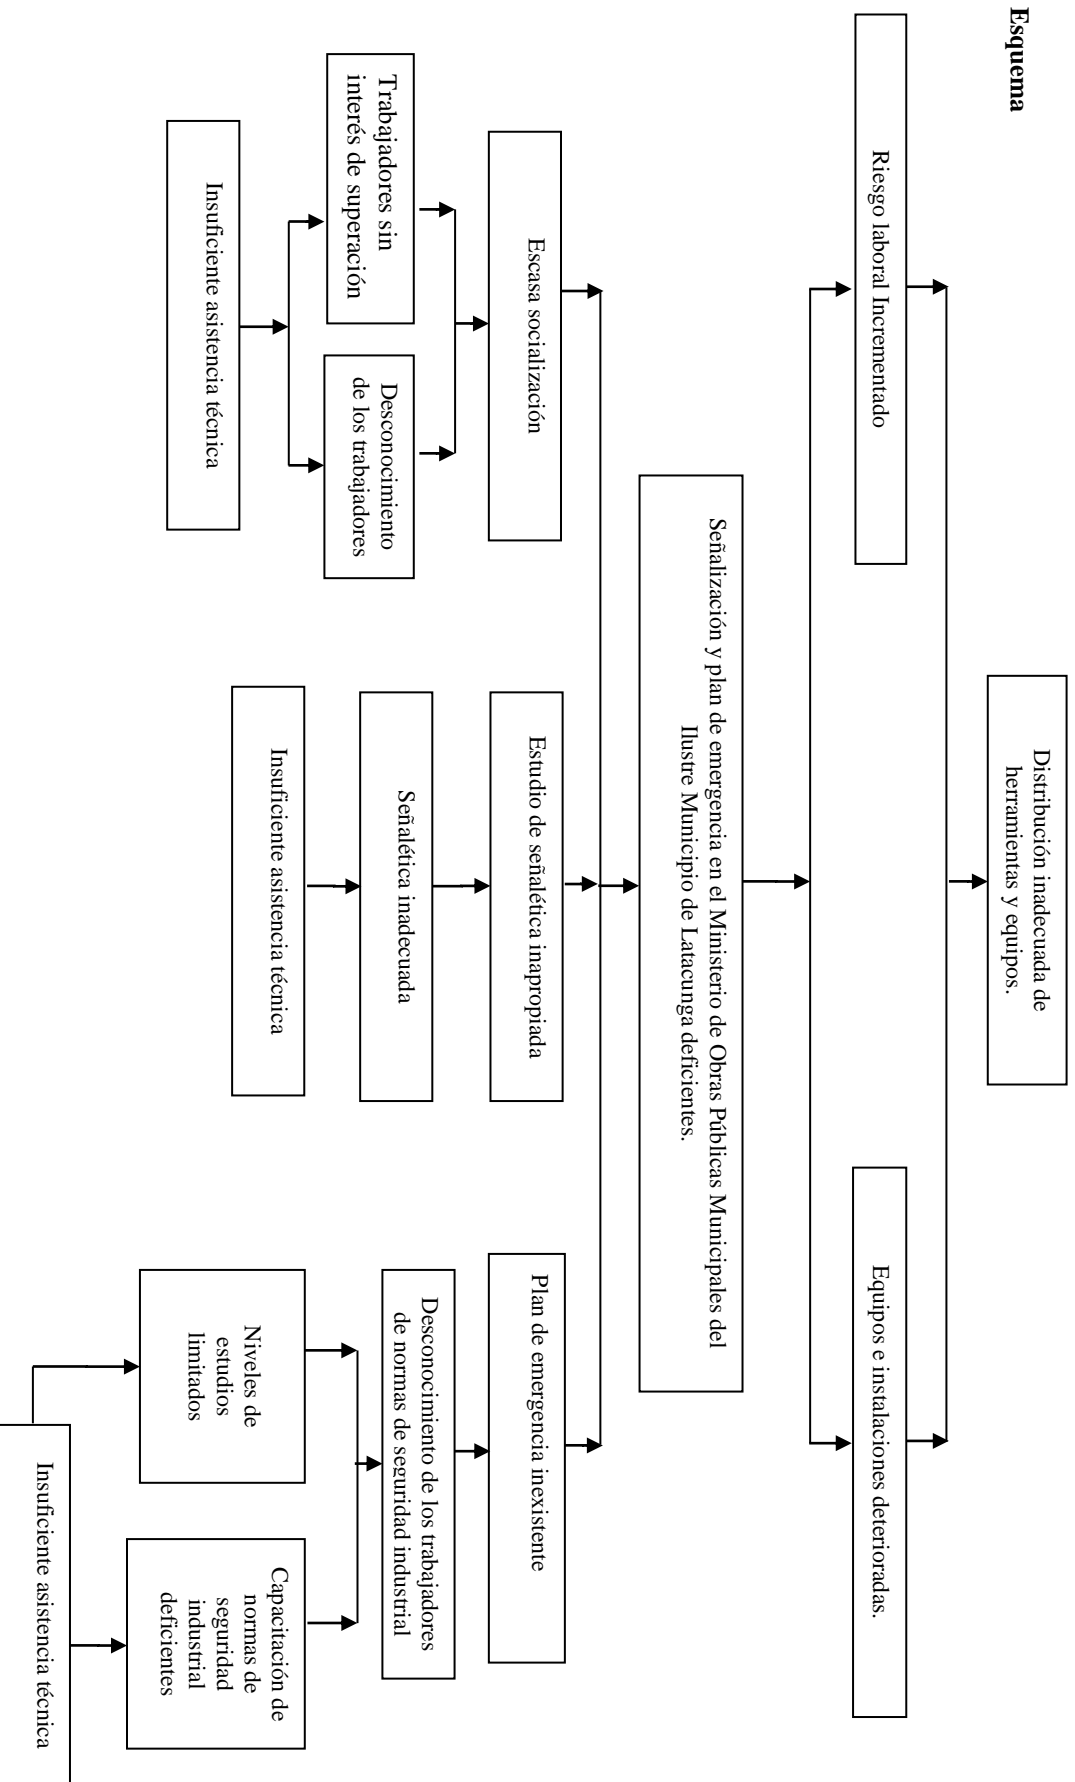 Esquema
Distribución inadecuada de
herramientas y equipos.
Riesgo laboral Incrementado
Equipos e instalaciones deterioradas.
Señalización y plan de emergencia en el Ministerio de Obras Públicas Municipales del
Ilustre Municipio de Latacunga deficientes.
Escasa socialización
Estudio de señalética inapropiada
Plan de emergencia inexistente
Trabajadores sin
interés de superación
Desconocimiento
de los trabajadores
Señalética inadecuada
Desconocimiento de los trabajadores
de normas de seguridad industrial
Insuficiente asistencia técnica
Insuficiente asistencia técnica
Niveles de
estudios
limitados
Capacitación de
normas de
seguridad
industrial
deficientes
Insuficiente asistencia técnica